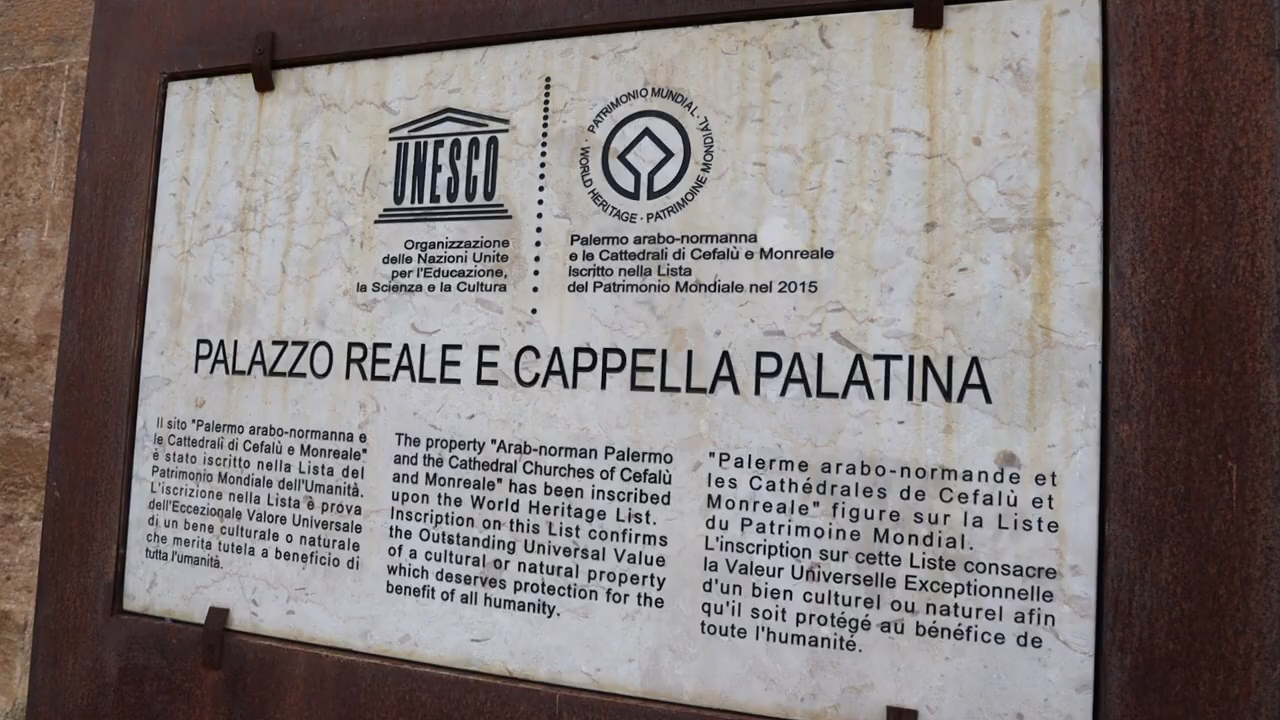 UNESCO
Organizzazione
delle Nazioni Unite
per l'Educazione,
la Scienza e la Cultura
PATRIMONIO MUNDIAL · WORLD HERITAGE · PATRIMOINE MONDIAL ·
Palermo arabo-normanna
e le Cattedrali di Cefalù e Monreale
Iscritto nella Lista
del Patrimonio Mondiale nel 2015
PALAZZO REALE E CAPPELLA PALATINA
Il sito "Palermo arabo-normanna e
le Cattedrali di Cefalù e Monreale"
è stato iscritto nella Lista del
Patrimonio Mondiale dell'Umanità.
L'iscrizione nella Lista è prova
dell'Eccezionale Valore Universale
di un bene culturale o naturale
che merita tutela a beneficio di
tutta l'umanità.
The property "Arab-norman Palermo
and the Cathedral Churches of Cefalù
and Monreale" has been inscribed
upon the World Heritage List.
Inscription on this List confirms
the Outstanding Universal Value
of a cultural or natural property
which deserves protection for the
benefit of all humanity.
"Palerme arabo-normande et
les Cathédrales de Cefalù et
Monreale" figure sur la Liste
du Patrimoine Mondial.
L'inscription sur cette Liste consacre
la Valeur Universelle Exceptionnelle
d'un bien culturel ou naturel afin
qu'il soit protégé au bénéfice de
toute l'humanité.